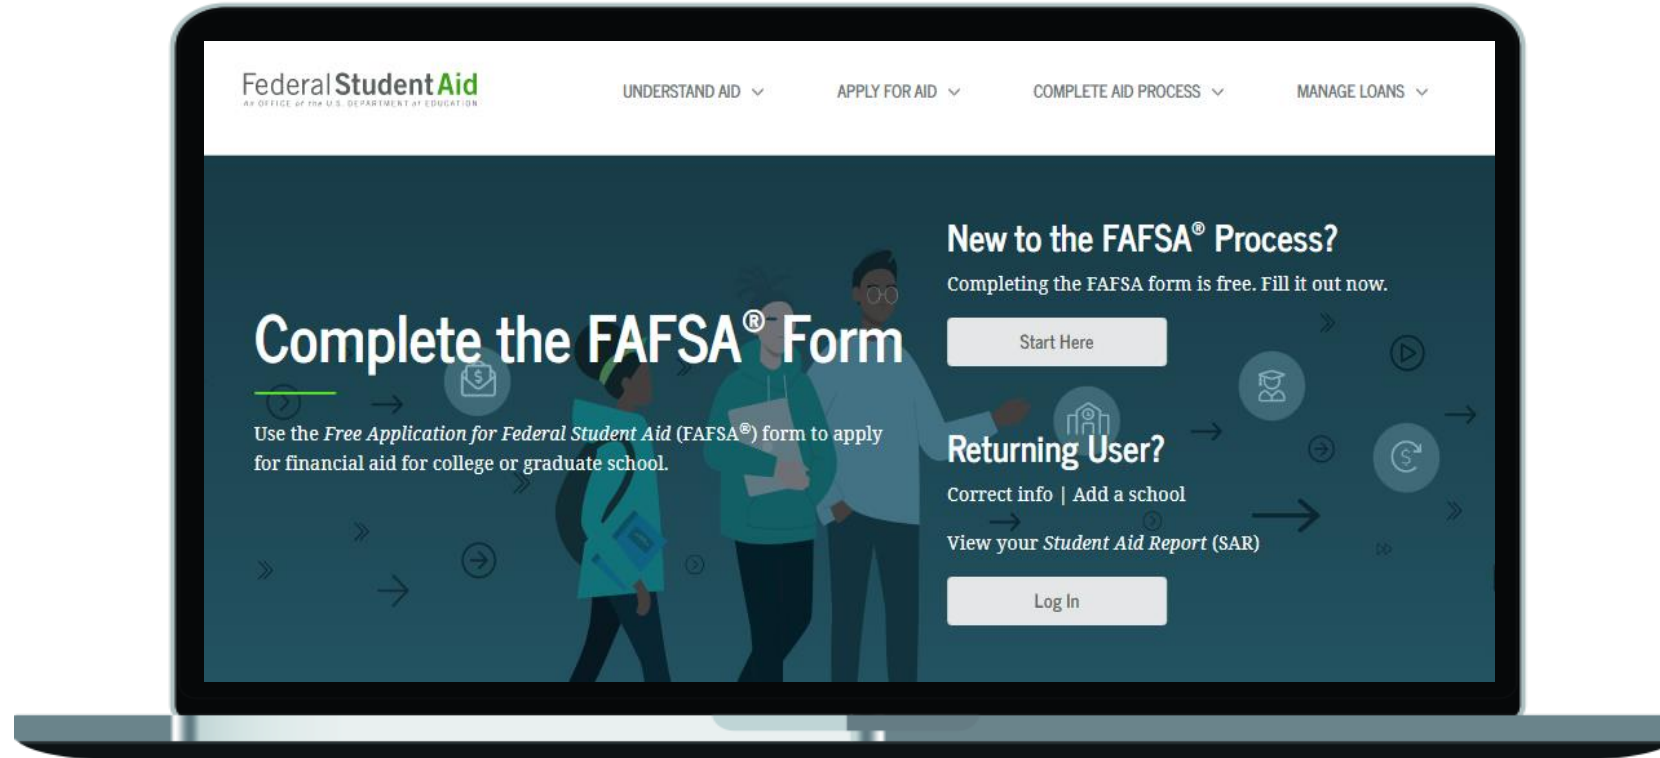 Federal Student Aid
An OFFICE of the U.S. DEPARTMENT of EDUCATION
UNDERSTAND AID
APPLY FOR AID
COMPLETE AID PROCESS
MANAGE LOANS
Complete the FAFSA® Form
Use the Free Application for Federal Student Aid (FAFSA®) form to apply
for financial aid for college or graduate school.
New to the FAFSA® Process?
Completing the FAFSA form is free. Fill it out now.
Start Here
Returning User?
Correct info | Add a school
View your Student Aid Report (SAR)
Log In